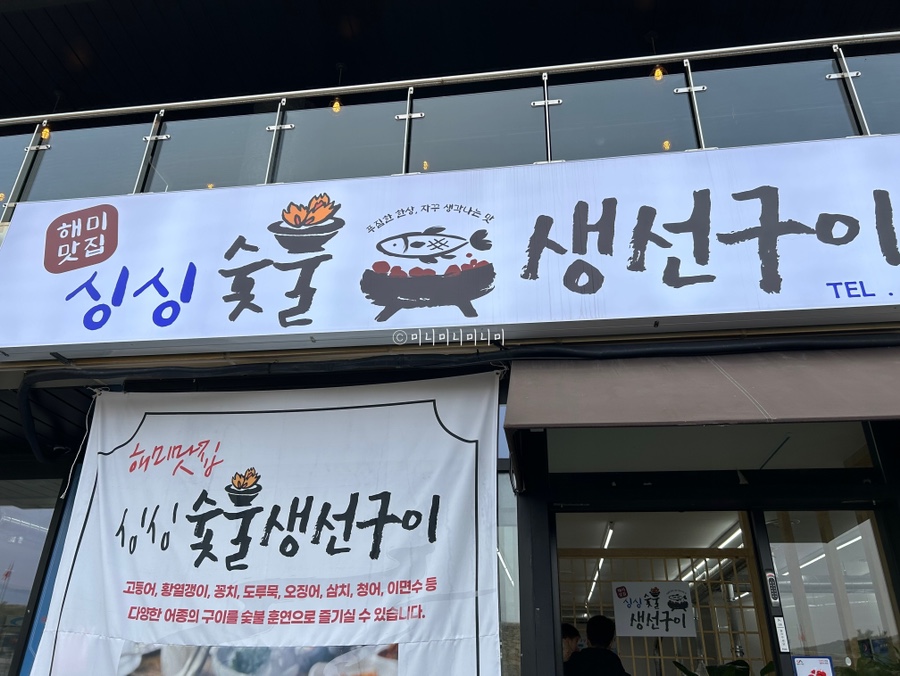 해미
맛집
싱싱 숯불
푸짐한 한상, 자꾸 생각나는 맛
생선구이
TEL .
©미니미니미니미
해미맛집
싱싱 숯불생선구이
고등어, 황열갱이, 꽁치, 도루묵, 오징어, 삼치, 청어, 이면수 등
다양한 어종의 구이를 숯불 훈연으로 즐기실 수 있습니다.
싱싱 숯불
생선구이